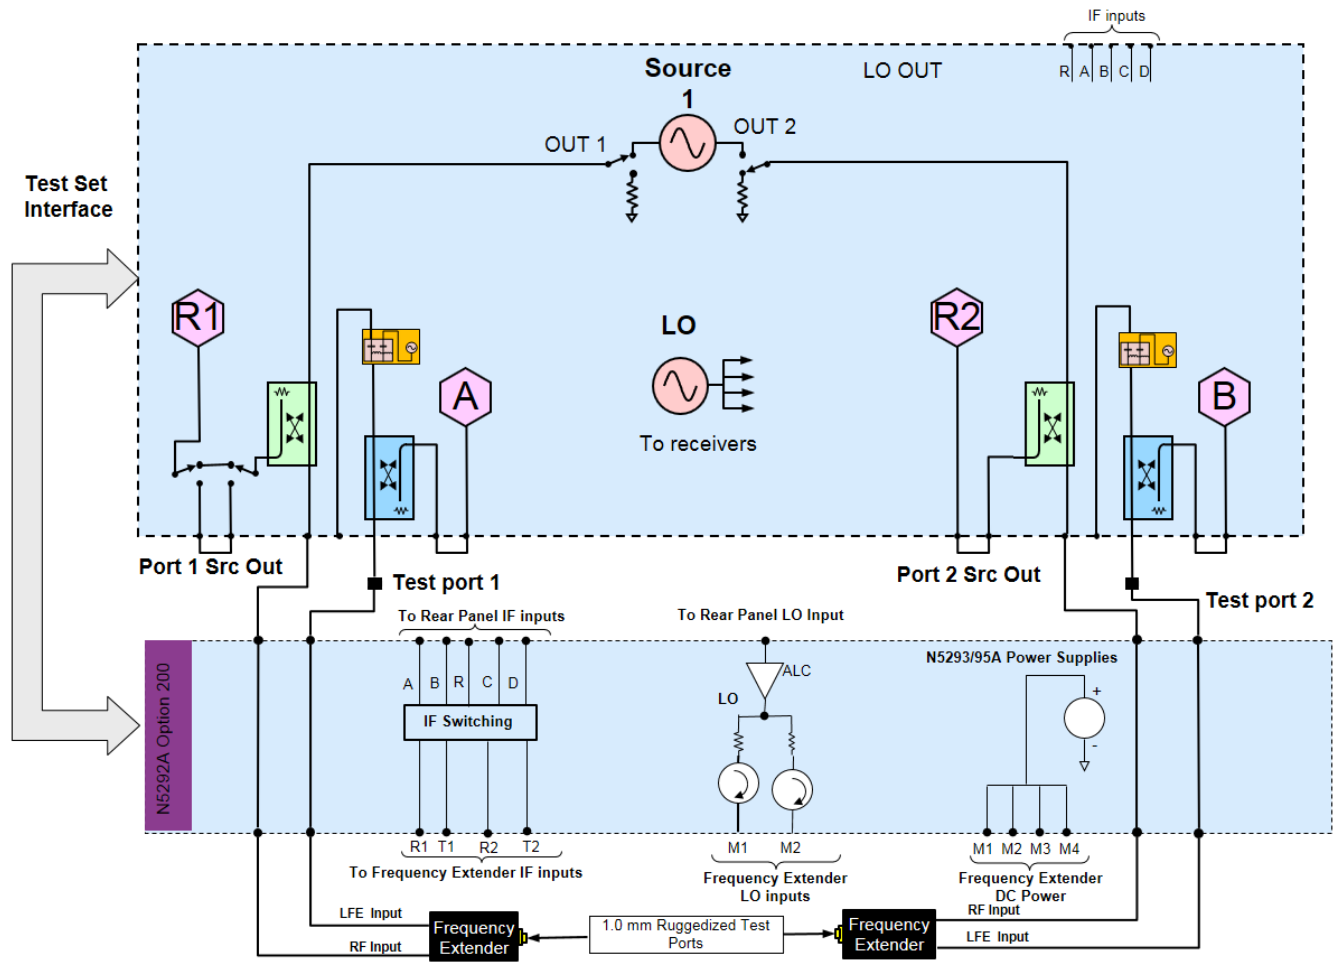 IF inputs
R A B C D
Source
1
LO OUT
OUT 1
OUT 2
Test Set
Interface
R1
A
LO
To receivers
R2
B
Port 1 Src Out
Test port 1
Port 2 Src Out
Test port 2
To Rear Panel IF inputs
To Rear Panel LO Input
N5292A Option 200
A B R C D
IF Switching
ALC
LO
N5293/95A Power Supplies
+
-
R1 T1 R2 T2
To Frequency Extender IF inputs
M1 M2
Frequency Extender
LO inputs
M1 M2 M3 M4
Frequency Extender
DC Power
LFE Input
RF Input
Frequency
Extender
1.0 mm Ruggedized Test
Ports
Frequency
Extender
RF Input
LFE Input